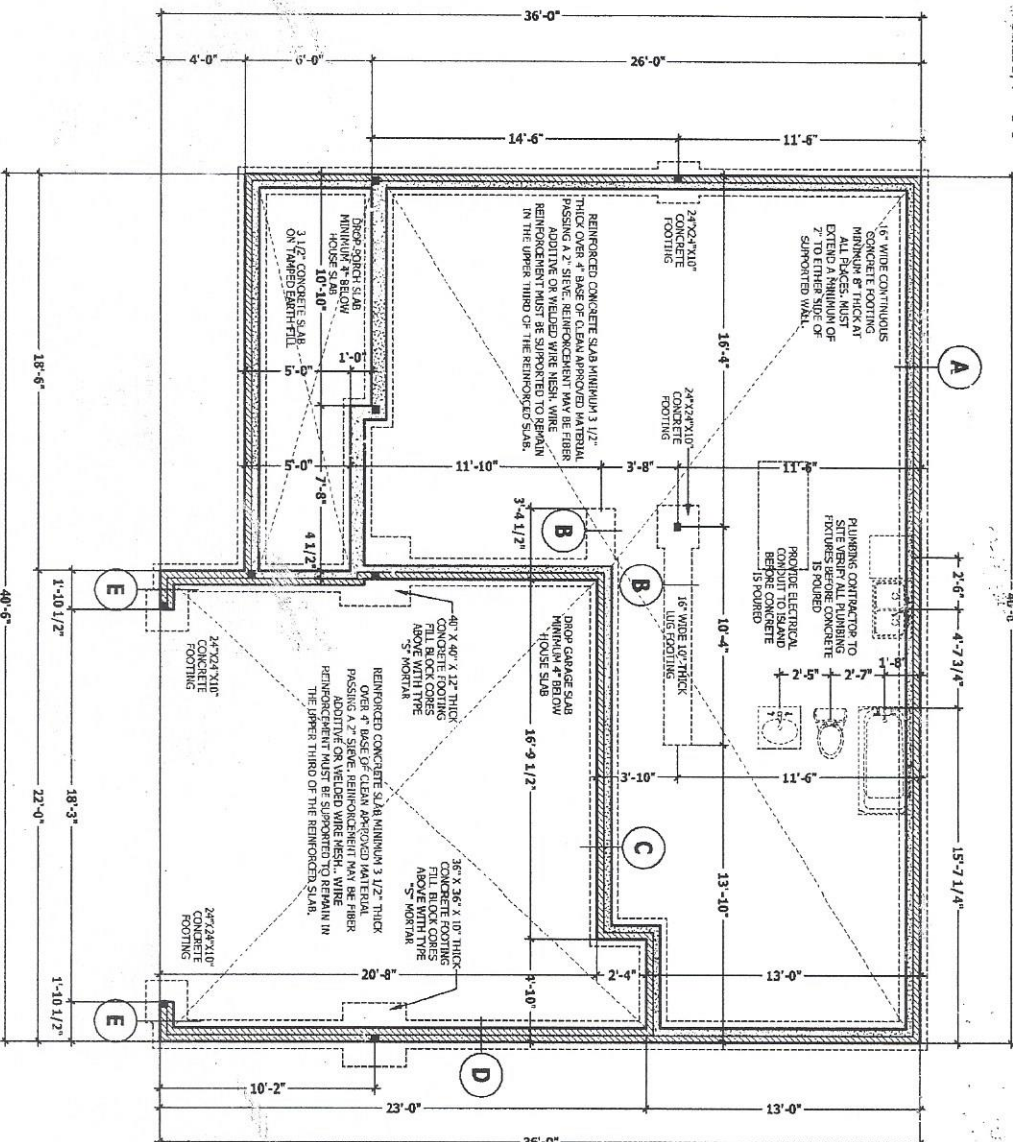 36'-0"
4'-0"
6'-0"
26'-0"
14'-6"
11'-6"
16" WIDE CONTINUOUS
CONCRETE FOOTING
MINIMUM 8" THICK AT
ALL PLACES. MUST
EXTEND A MINIMUM OF
2" TO EITHER SIDE OF
SUPPORTED WALL.
A
24"X24"X10"
CONCRETE
FOOTING
16'-4"
REINFORCED CONCRETE SLAB MINIMUM 3 1/2"
THICK OVER 4" BASE OF CLEAN APPROVED MATERIAL
PASSING A 2" SIEVE. REINFORCEMENT MAY BE FIBER
ADDITIVE OR WELDED WIRE MESH. WIRE
REINFORCEMENT MUST BE SUPPORTED TO REMAIN
IN THE UPPER THIRD OF THE REINFORCED SLAB.
DROP PORCH SLAB
MINIMUM 4" BELOW
HOUSE SLAB
10'-10"
3 1/2" CONCRETE SLAB
ON TAMPED EARTH FILL
1'-0"
5'-0"
5'-0"
7'-8"
4 1/2"
24"X24"X10"
CONCRETE
FOOTING
11'-10"
3'-8"
11'-6"
3'-4 1/2"
B
B
PLUMBING CONTRACTOR TO
SITE VERIFY ALL PLUMBING
FIXTURES BEFORE CONCRETE
IS POURED
PROVIDE ELECTRICAL
CONDUIT TO ISLAND
BEFORE CONCRETE
IS POURED
2'-6"
4'-7 3/4"
15'-7 1/4"
1'-8"
2'-7"
2'-5"
16" WIDE 10" THICK
LUG FOOTING
10'-4"
11'-6"
3'-10"
DROP GARAGE SLAB
MINIMUM 4" BELOW
HOUSE SLAB
16'-9 1/2"
C
13'-10"
40" X 40" X 12" THICK
CONCRETE FOOTING
FILL BLOCK CORES
ABOVE WITH TYPE
"S" MORTAR
E
24"X24"X10"
CONCRETE
FOOTING
REINFORCED CONCRETE SLAB MINIMUM 3 1/2" THICK
OVER 4" BASE OF CLEAN APPROVED MATERIAL
PASSING A 2" SIEVE. REINFORCEMENT MAY BE FIBER
ADDITIVE OR WELDED WIRE MESH. WIRE
REINFORCEMENT MUST BE SUPPORTED TO REMAIN IN
THE UPPER THIRD OF THE REINFORCED SLAB.
36" X 36" X 10" THICK
CONCRETE FOOTING
FILL BLOCK CORES
ABOVE WITH TYPE
"S" MORTAR
24"X24"X10"
CONCRETE
FOOTING
20'-8"
2'-4"
13'-0"
4'-10"
E
D
18'-6"
1'-10 1/2"
18'-3"
1'-10 1/2"
22'-0"
40'-6"
10'-2"
23'-0"
13'-0"
36'-0"